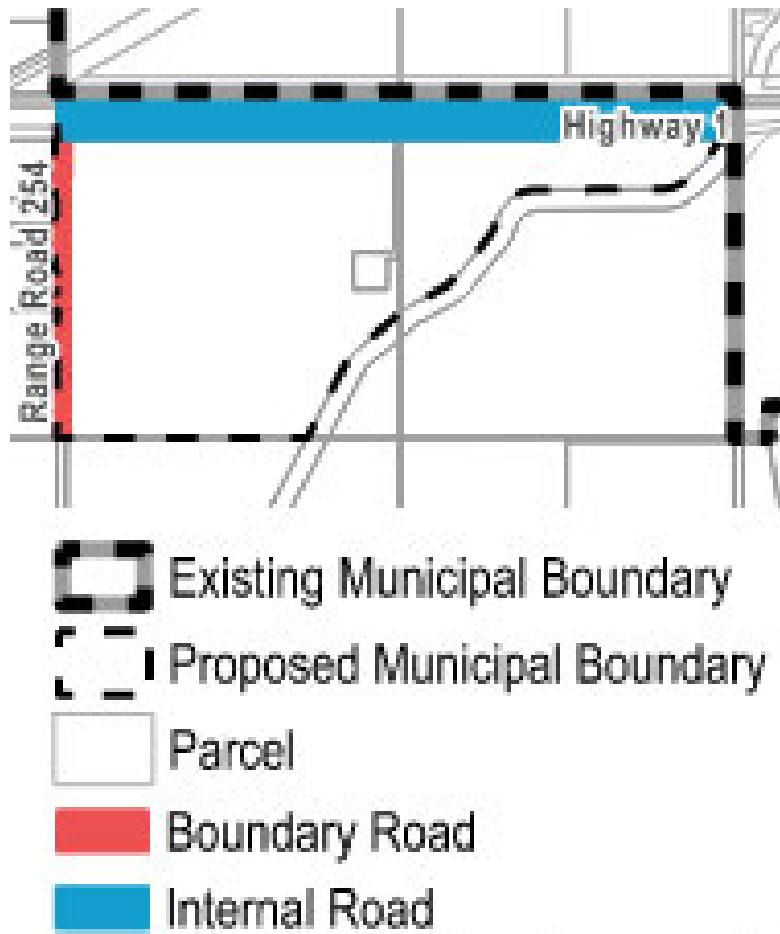 Highway 1
Range Road 254
Existing Municipal Boundary
Proposed Municipal Boundary
Parcel
Boundary Road
Internal Road